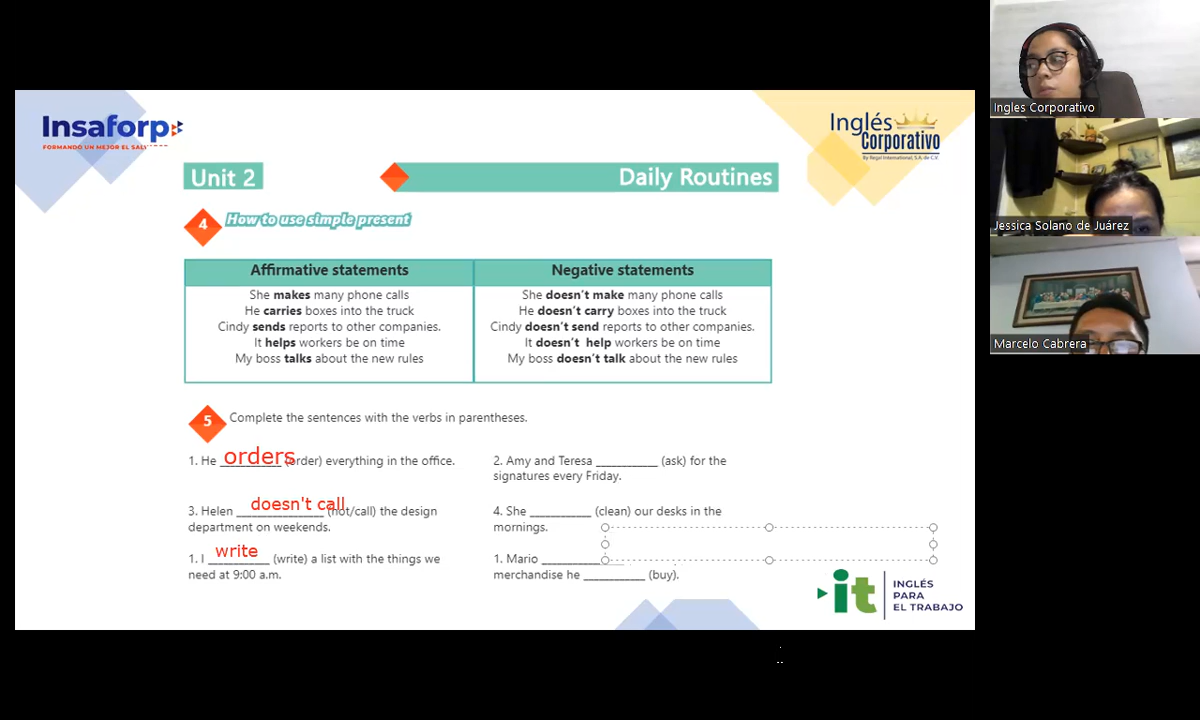 Insaforp
FORMANDO UN MEJOR EL SALV
Inglés
Corporativo
By Regal International, S.A. de C.V.
Unit 2
Daily Routines
4
How to use simple present
Affirmative statements
She makes many phone calls
He carries boxes into the truck
Cindy sends reports to other companies.
It helps workers be on time
My boss talks about the new rules
Negative statements
She doesn't make many phone calls
He doesn't carry boxes into the truck
Cindy doesn't send reports to other companies.
It doesn't help workers be on time
My boss doesn't talk about the new rules
5
Complete the sentences with the verbs in parentheses.
1. He orders (order) everything in the office.
2. Amy and Teresa ___________ (ask) for the
signatures every Friday.
3. Helen doesn't call (not/call) the design
department on weekends.
4. She ___________ (clean) our desks in the
mornings.
1. I write (write) a list with the things we
need at 9:00 a.m.
1. Mario ___________
merchandise he ___________ (buy).
it
INGLÉS
PARA
EL TRABAJO
Ingles Corporativo
Jessica Solano de Juárez
Marcelo Cabrera